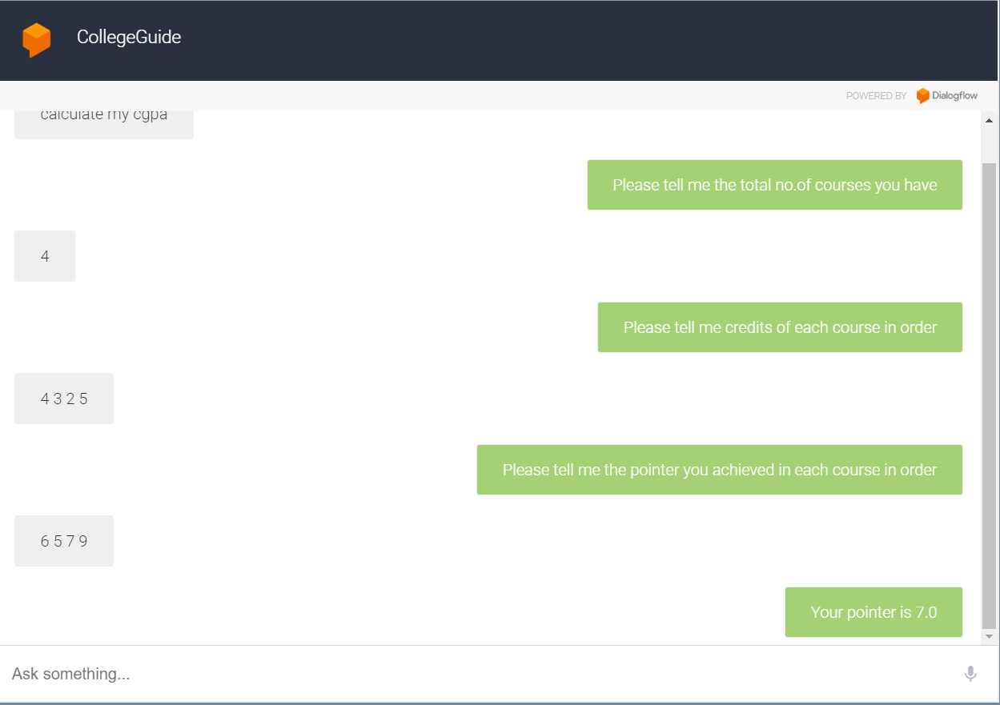 CollegeGuide
POWERED BY Dialogflow
calculate my cgpa
Please tell me the total no.of courses you have
4
Please tell me credits of each course in order
4 3 2 5
Please tell me the pointer you achieved in each course in order
6 5 7 9
Your pointer is 7.0
Ask something...